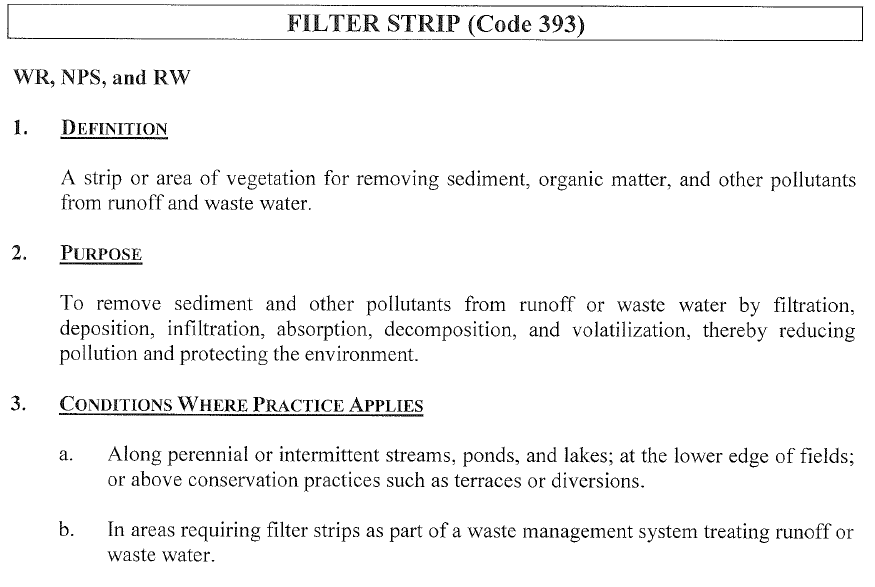 FILTER STRIP (Code 393)
WR, NPS, and RW
1. DEFINITION
A strip or area of vegetation for removing sediment, organic matter, and other pollutants
from runoff and waste water.
2. PURPOSE
To remove sediment and other pollutants from runoff or waste water by filtration,
deposition, infiltration, absorption, decomposition, and volatilization, thereby reducing
pollution and protecting the environment.
3. CONDITIONS WHERE PRACTICE APPLIES
a. Along perennial or intermittent streams, ponds, and lakes; at the lower edge of fields;
or above conservation practices such as terraces or diversions.
b. In areas requiring filter strips as part of a waste management system treating runoff or
waste water.